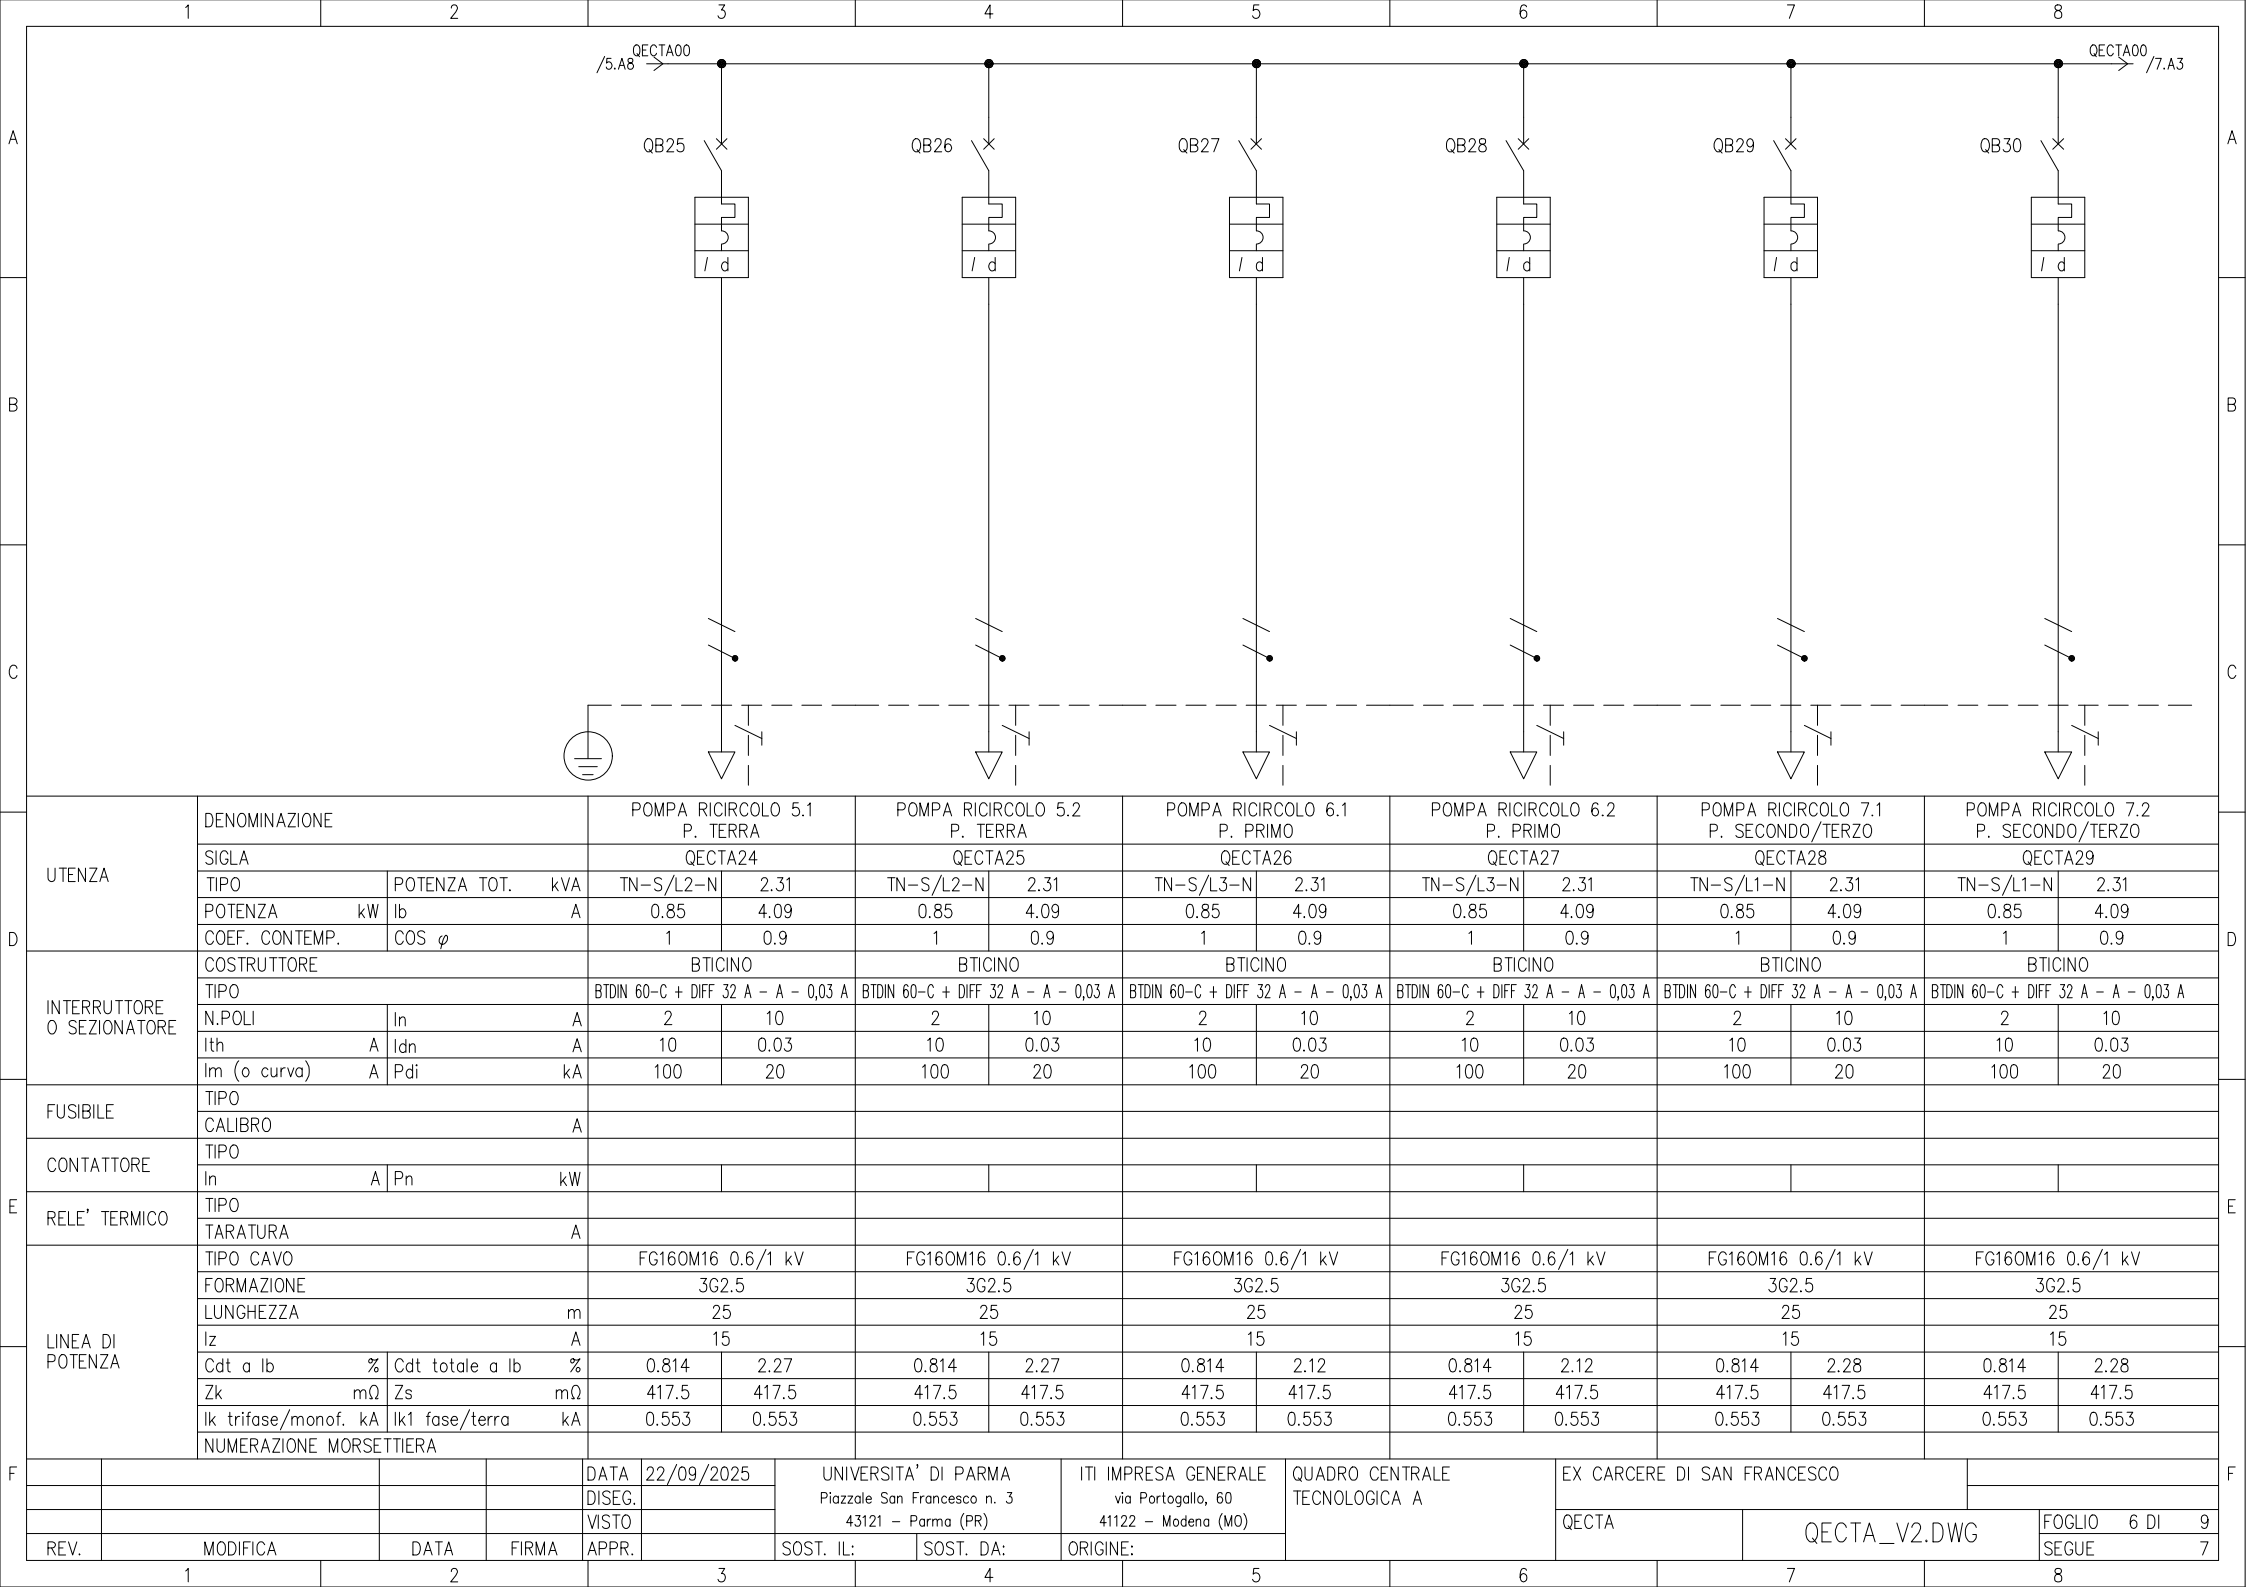 1 2 3 4 5 6 7 8
QECTA00 QECTA00
/5.A8 /7.A3
A A
QB25 QB26 QB27 QB28 QB29 QB30
I d I d I d I d I d I d
B B
C C
DENOMINAZIONE POMPA RICIRCOLO 5.1 POMPA RICIRCOLO 5.2 POMPA RICIRCOLO 6.1 POMPA RICIRCOLO 6.2 POMPA RICIRCOLO 7.1 POMPA RICIRCOLO 7.2
P. TERRA P. TERRA P. PRIMO P. PRIMO P. SECONDO/TERZO P. SECONDO/TERZO
SIGLA QECTA24 QECTA25 QECTA26 QECTA27 QECTA28 QECTA29
UTENZA
TIPO POTENZA TOT. kVA TN-S/L2-N 2.31 TN-S/L2-N 2.31 TN-S/L3-N 2.31 TN-S/L3-N 2.31 TN-S/L1-N 2.31 TN-S/L1-N 2.31
POTENZA kW Ib A 0.85 4.09 0.85 4.09 0.85 4.09 0.85 4.09 0.85 4.09 0.85 4.09
D COEF. CONTEMP. COS φ 1 0.9 1 0.9 1 0.9 1 0.9 1 0.9 1 0.9 D
COSTRUTTORE BTICINO BTICINO BTICINO BTICINO BTICINO BTICINO
TIPO BTDIN 60-C + DIFF 32 A - A - 0,03 A BTDIN 60-C + DIFF 32 A - A - 0,03 A BTDIN 60-C + DIFF 32 A - A - 0,03 A BTDIN 60-C + DIFF 32 A - A - 0,03 A BTDIN 60-C + DIFF 32 A - A - 0,03 A BTDIN 60-C + DIFF 32 A - A - 0,03 A
INTERRUTTORE
O SEZIONATORE
N.POLI In A 2 10 2 10 2 10 2 10 2 10 2 10
Ith A Idn A 10 0.03 10 0.03 10 0.03 10 0.03 10 0.03 10 0.03
Im (o curva) A Pdi kA 100 20 100 20 100 20 100 20 100 20 100 20
FUSIBILE
TIPO
CALIBRO A
CONTATTORE
TIPO
In A Pn kW
E RELE' TERMICO E
TIPO
TARATURA A
TIPO CAVO FG16OM16 0.6/1 kV FG16OM16 0.6/1 kV FG16OM16 0.6/1 kV FG16OM16 0.6/1 kV FG16OM16 0.6/1 kV FG16OM16 0.6/1 kV
FORMAZIONE 3G2.5 3G2.5 3G2.5 3G2.5 3G2.5 3G2.5
LUNGHEZZA m 25 25 25 25 25 25
Iz A 15 15 15 15 15 15
LINEA DI
POTENZA
Cdt a Ib % Cdt totale a Ib % 0.814 2.27 0.814 2.27 0.814 2.12 0.814 2.12 0.814 2.28 0.814 2.28
Zk mΩ Zs mΩ 417.5 417.5 417.5 417.5 417.5 417.5 417.5 417.5 417.5 417.5 417.5 417.5
Ik trifase/monof. kA Ik1 fase/terra kA 0.553 0.553 0.553 0.553 0.553 0.553 0.553 0.553 0.553 0.553 0.553 0.553
NUMERAZIONE MORSETTIERA
F DATA 22/09/2025 UNIVERSITA' DI PARMA ITI IMPRESA GENERALE QUADRO CENTRALE EX CARCERE DI SAN FRANCESCO F
DISEG. Piazzale San Francesco n. 3 via Portogallo, 60 TECNOLOGICA A
VISTO 43121 - Parma (PR) 41122 - Modena (MO) QECTA QECTA_V2.DWG FOGLIO 6 DI 9
REV. MODIFICA DATA FIRMA APPR. SOST. IL: SOST. DA: ORIGINE: SEGUE 7
1 2 3 4 5 6 7 8